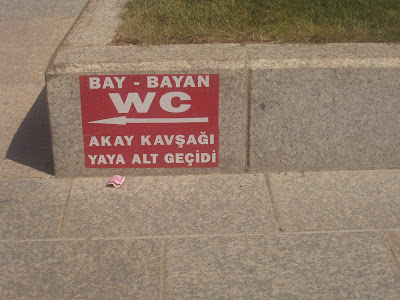 BAY - BAYAN
WC
AKAY KAVŞAĞI
YAYA ALT GEÇİDİ